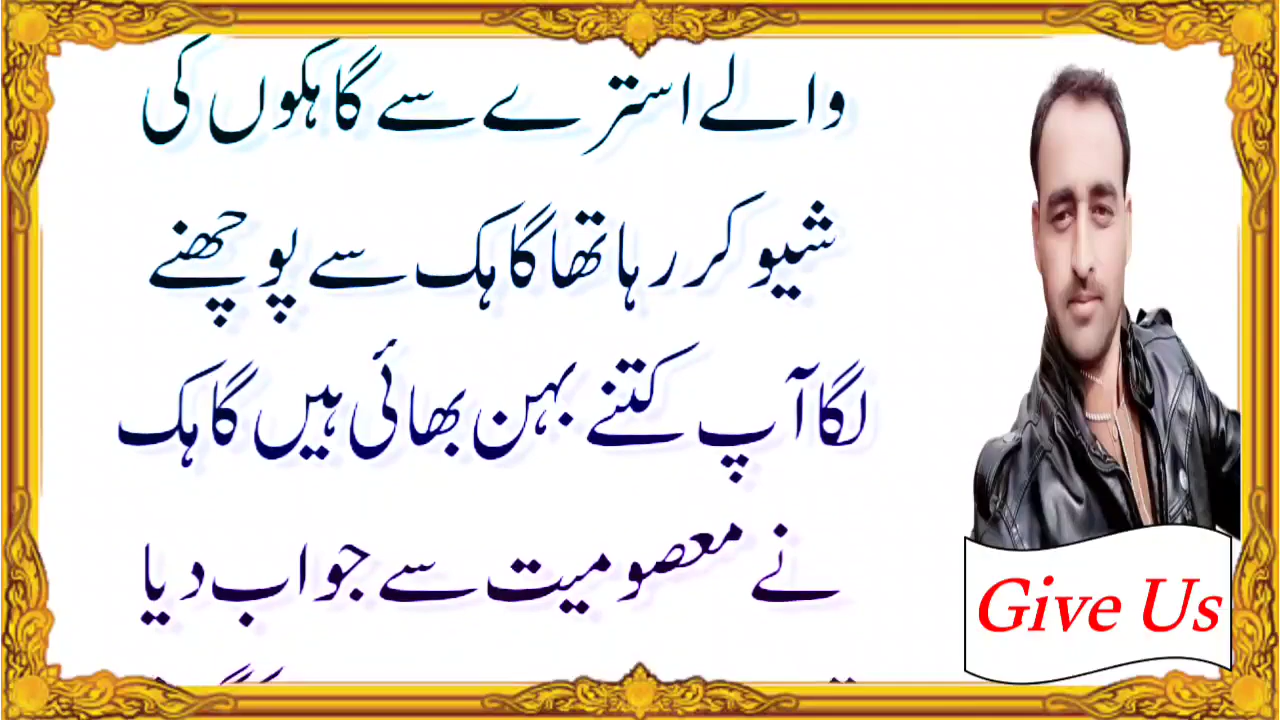 والے استرے سے گاہکوں کی
شیو کر رہا تھا گاہک سے پوچھنے
لگا آپ کتنے بہن بھائی ہیں گاہک
نے معصومیت سے جواب دیا
Give Us